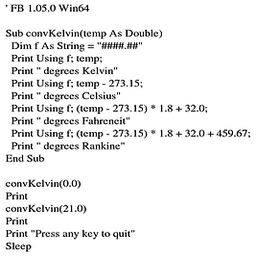 ' FB 1.05.0 Win64
Sub convKelvin(temp As Double)
Dim f As String = "####.##"
Print Using f; temp;
Print " degrees Kelvin"
Print Using f; temp - 273.15;
Print " degrees Celsius"
Print Using f; (temp - 273.15) * 1.8 + 32.0;
Print " degrees Fahreneit"
Print Using f; (temp - 273.15) * 1.8 + 32.0 + 459.67;
Print " degrees Rankine"
End Sub
convKelvin(0.0)
Print
convKelvin(21.0)
Print
Print "Press any key to quit"
Sleep